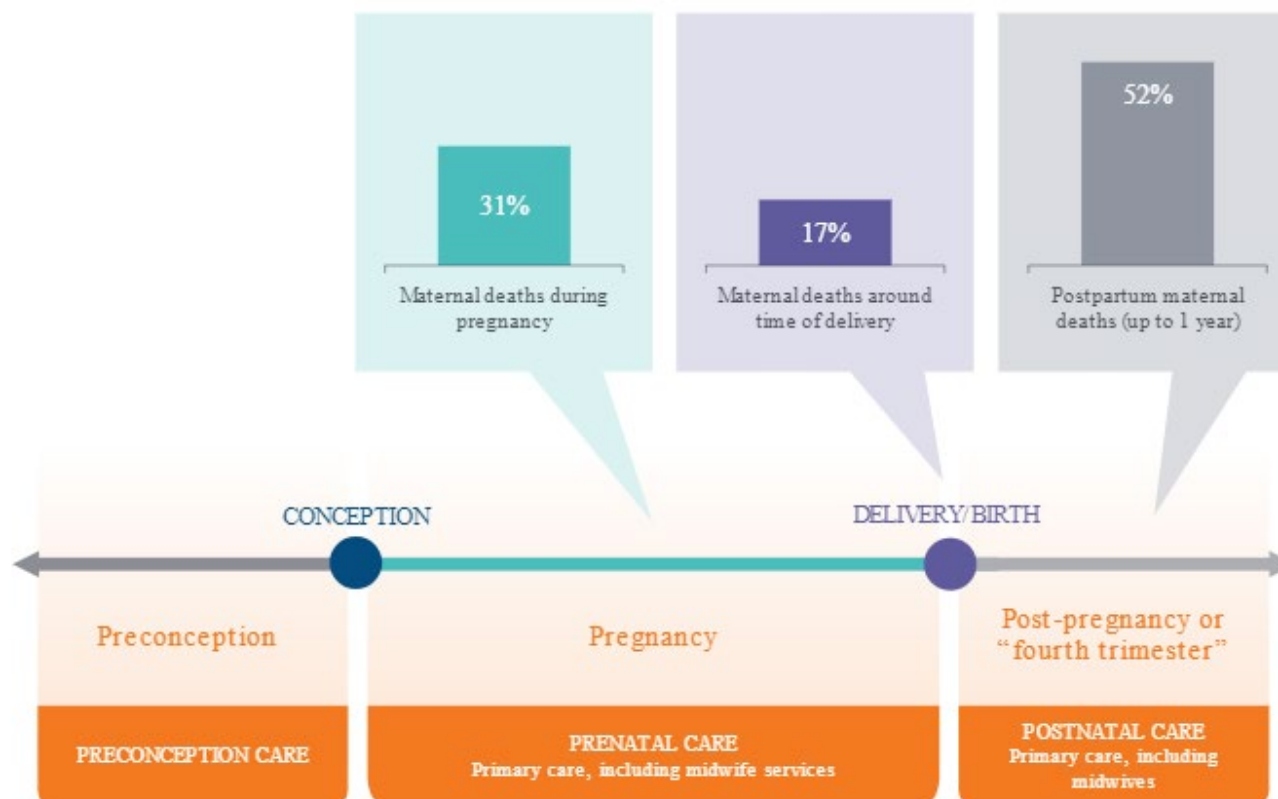 31%
Maternal deaths during
pregnancy
17%
Maternal deaths around
time of delivery
52%
Postpartum maternal
deaths (up to 1 year)
CONCEPTION
DELIVERY/BIRTH
Preconception
Pregnancy
Post-pregnancy or
“fourth trimester”
PRECONCEPTION CARE
PRENATAL CARE
Primary care, including midwife services
POSTNATAL CARE
Primary care, including
midwives